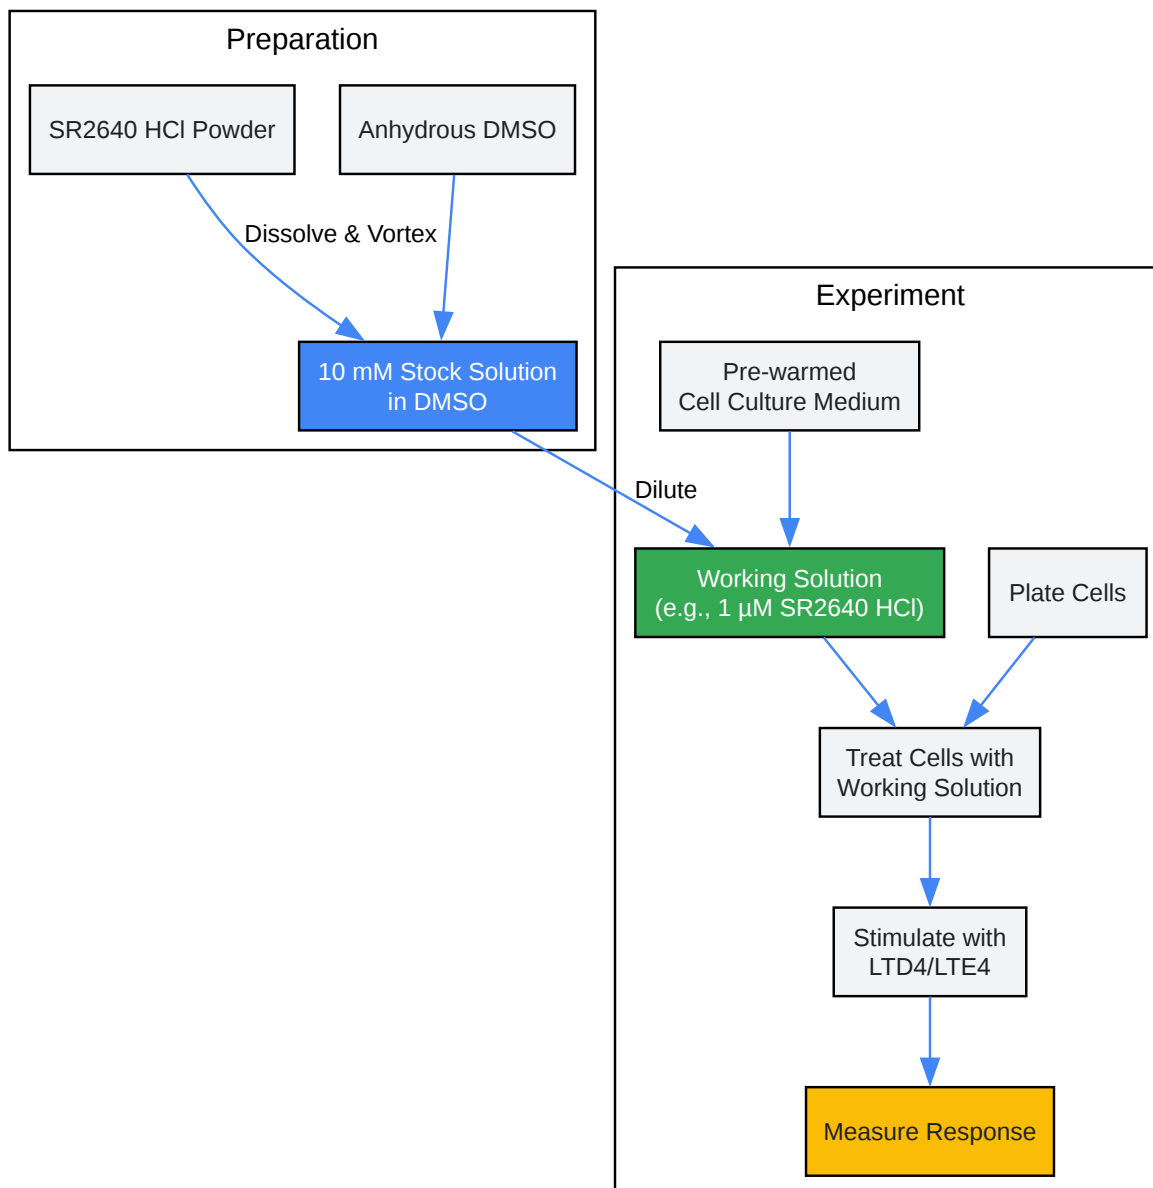 Preparation
SR2640 HCl Powder
Anhydrous DMSO
Dissolve & Vortex
10 mM Stock Solution
in DMSO
Experiment
Pre-warmed
Cell Culture Medium
Dilute
Working Solution
(e.g., 1 µM SR2640 HCl)
Plate Cells
Treat Cells with
Working Solution
Stimulate with
LTD4/LTE4
Measure Response